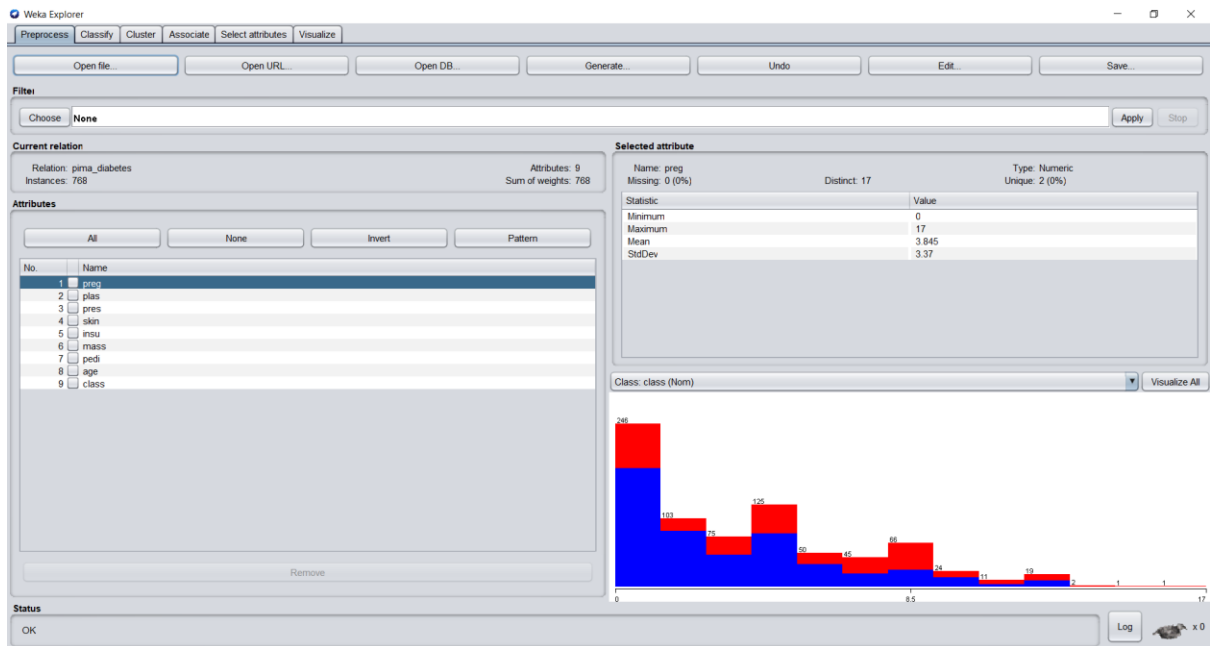 Weka Explorer
Preprocess Classify Cluster Associate Select attributes Visualize
Open file... Open URL... Open DB... Generate... Undo Edit... Save...
Filter
Choose None Apply Stop
Current relation
Relation: pima_diabetes Attributes: 9
Instances: 768 Sum of weights: 768
Attributes
All None Invert Pattern
No. Name
1 preg
2 plas
3 pres
4 skin
5 insu
6 mass
7 pedi
8 age
9 class
Remove
Selected attribute
Name: preg Type: Numeric
Missing: 0 (0%) Distinct: 17 Unique: 2 (0%)
Statistic Value
Minimum 0
Maximum 17
Mean 3.845
StdDev 3.37
Class: class (Nom) Visualize All
246
103
75
125
50
45
66
24
11
19
2
1
1
0 8.5 17
Status
OK Log x 0